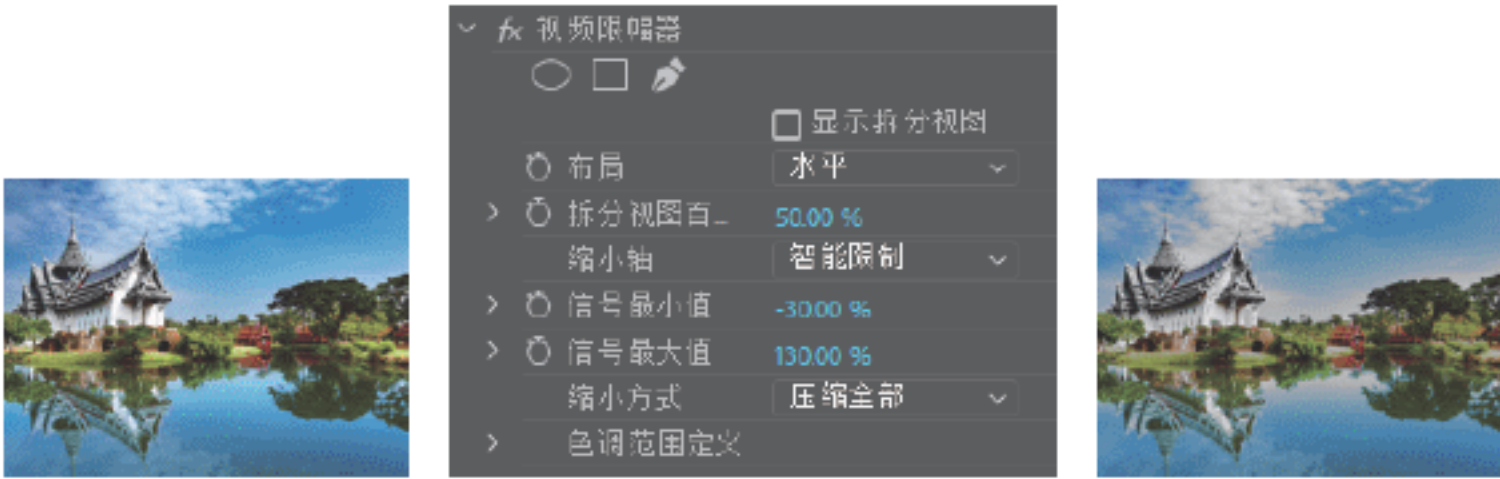 fx 视频限幅器
显示拆分视图
布局 水平
拆分视图百... 50.00 %
缩小轴 智能限制
信号最小值 -30.00 %
信号最大值 130.00 %
缩小方式 压缩全部
色调范围定义